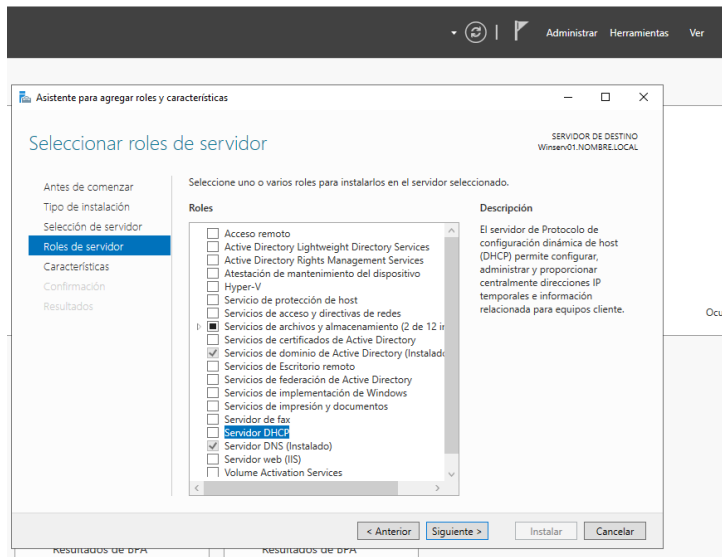 Administrar Herramientas Ver
Asistente para agregar roles y características
Seleccionar roles de servidor
SERVIDOR DE DESTINO
Winserv01.NOMBRE.LOCAL
Antes de comenzar
Tipo de instalación
Selección de servidor
Roles de servidor
Características
Confirmación
Resultados
Seleccione uno o varios roles para instalarlos en el servidor seleccionado.
Roles
Acceso remoto
Active Directory Lightweight Directory Services
Active Directory Rights Management Services
Atestación de mantenimiento del dispositivo
Hyper-V
Servicio de protección de host
Servicios de acceso y directivas de redes
Servicios de archivos y almacenamiento (2 de 12 in
Servicios de certificados de Active Directory
Servicios de dominio de Active Directory (Instalado
Servicios de Escritorio remoto
Servicios de federación de Active Directory
Servicios de implementación de Windows
Servicios de impresión y documentos
Servidor de fax
Servidor DHCP
Servidor DNS (Instalado)
Servidor web (IIS)
Volume Activation Services
Descripción
El servidor de Protocolo de
configuración dinámica de host
(DHCP) permite configurar,
administrar y proporcionar
centralmente direcciones IP
temporales e información
relacionada para equipos cliente.
Ocu
< Anterior Siguiente > Instalar Cancelar
Resultados de BPA Resultados de BPA